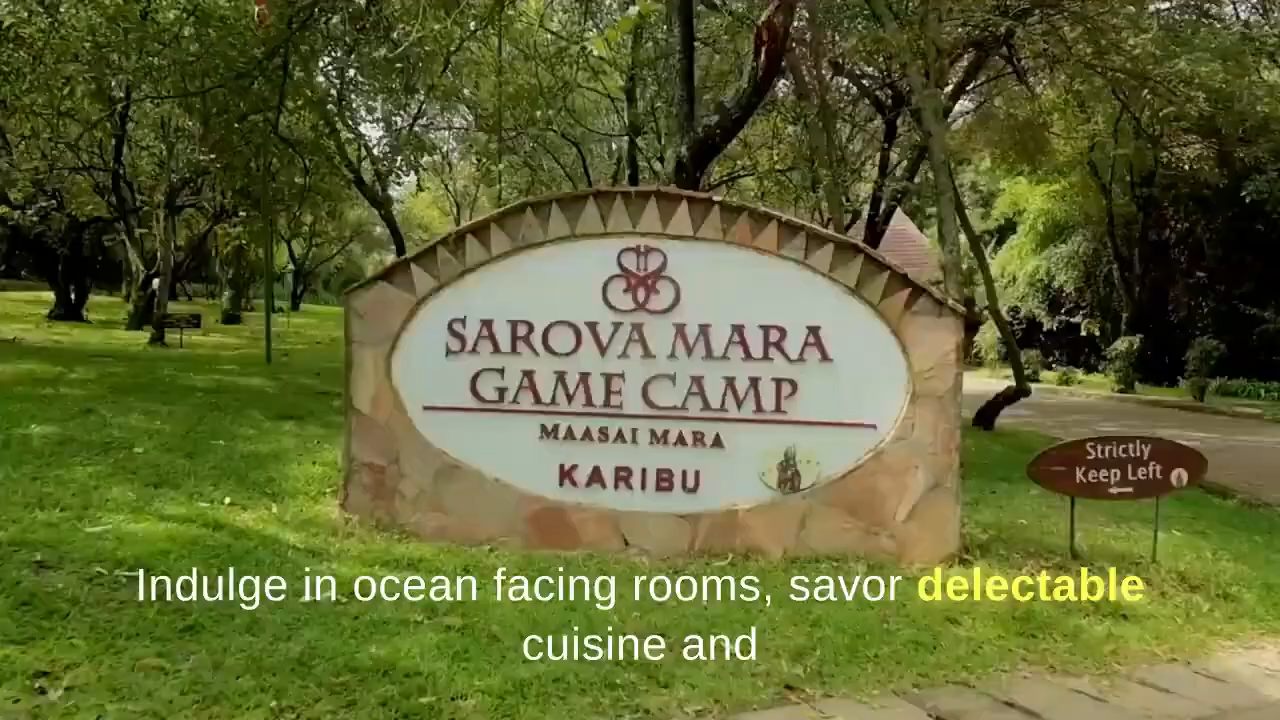 SAROVA MARA
GAME CAMP
MAASAI MARA
KARIBU
Strictly
Keep Left
Indulge in ocean facing rooms, savor delectable
cuisine and